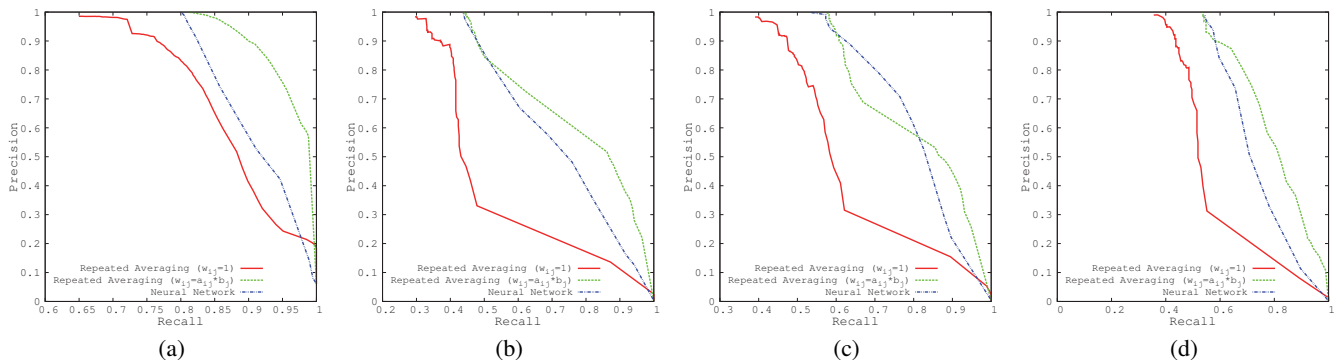 Precision
1
0.9
0.8
0.7
0.6
0.5
0.4
0.3
0.2
0.1
0
Repeated Averaging (w_ij=1)
Repeated Averaging (w_ij=a_ij*b_j)
Neural Network
0.6 0.65 0.7 0.75 0.8 0.85 0.9 0.95 1
Recall
(a)
Precision
1
0.9
0.8
0.7
0.6
0.5
0.4
0.3
0.2
0.1
0
Repeated Averaging (w_ij=1)
Repeated Averaging (w_ij=a_ij*b_j)
Neural Network
0.2 0.3 0.4 0.5 0.6 0.7 0.8 0.9 1
Recall
(b)
Precision
1
0.9
0.8
0.7
0.6
0.5
0.4
0.3
0.2
0.1
0
Repeated Averaging (w_ij=1)
Repeated Averaging (w_ij=a_ij*b_j)
Neural Network
0.3 0.4 0.5 0.6 0.7 0.8 0.9 1
Recall
(c)
Precision
1
0.9
0.8
0.7
0.6
0.5
0.4
0.3
0.2
0.1
0
Repeated Averaging (w_ij=1)
Repeated Averaging (w_ij=a_ij*b_j)
Neural Network
0 0.2 0.4 0.6 0.8 1
Recall
(d)